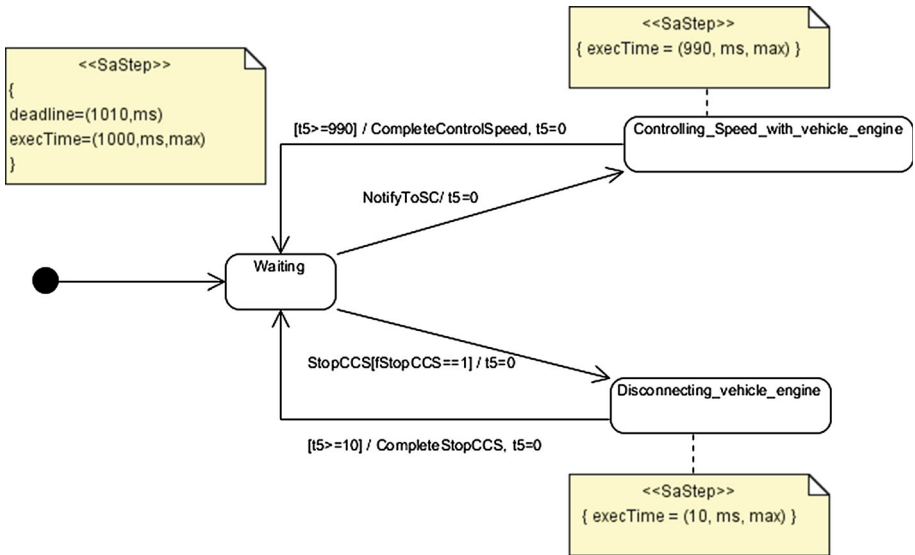 <<SaStep>>
{ execTime = (990, ms, max) }
<<SaStep>>
{
deadline=(1010,ms)
execTime=(1000,ms,max)
}
[t5>=990] / CompleteControlSpeed, t5=0
Controlling_Speed_with_vehicle_engine
NotifyToSC/ t5=0
Waiting
StopCCS[fStopCCS==1] / t5=0
Disconnecting_vehicle_engine
[t5>=10] / CompleteStopCCS, t5=0
<<SaStep>>
{ execTime = (10, ms, max) }